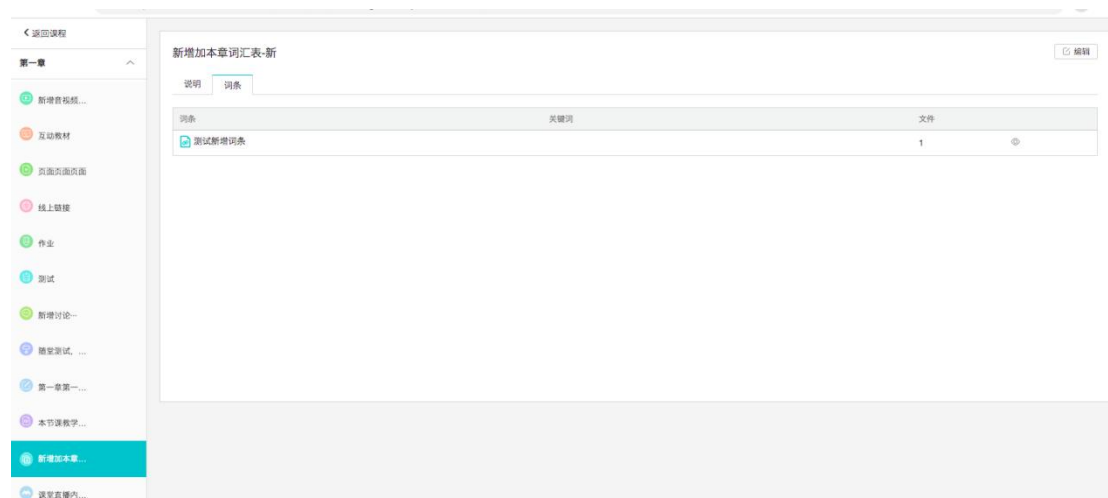 返回课程
第一章
新增音视频...
互动教材
页面页面页面
线上链接
作业
测试
新增讨论...
随堂测试, ...
第一章第一...
本节课教学...
新增加本章...
课堂直播内...
新增加本章词汇表-新
编辑
说明 词条
词条 关键词 文件
测试新增词条 1